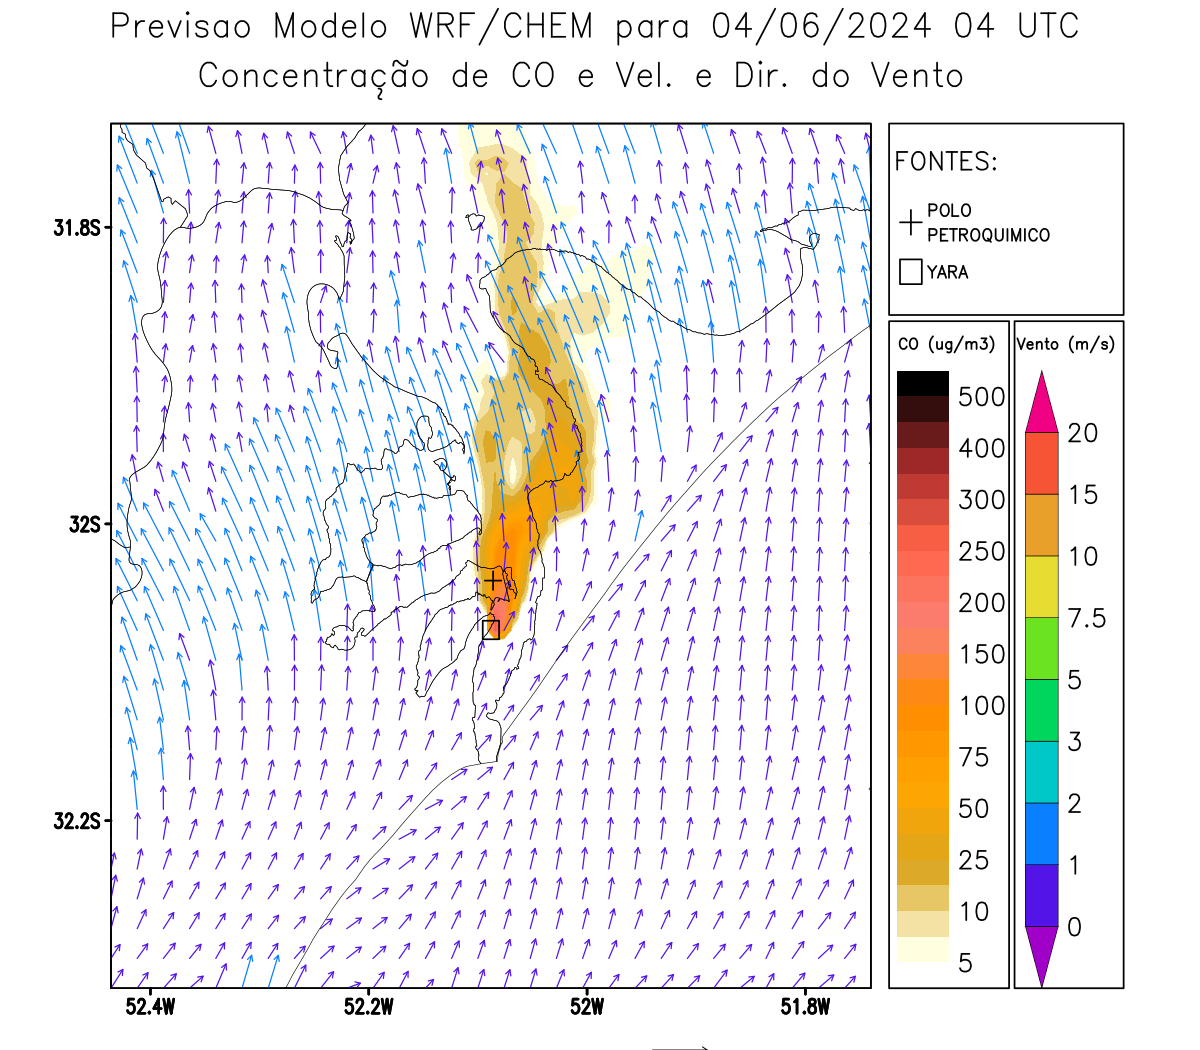 Previsao Modelo WRF/CHEM para 04/06/2024 04 UTC
Concentração de CO e Vel. e Dir. do Vento
FONTES:
POLO
PETROQUIMICO
YARA
31.8S
32S
32.2S
52.4W
52.2W
52W
51.8W
CO (ug/m3)
500
400
300
250
200
150
100
75
50
25
10
5
Vento (m/s)
20
15
10
7.5
5
3
2
1
0